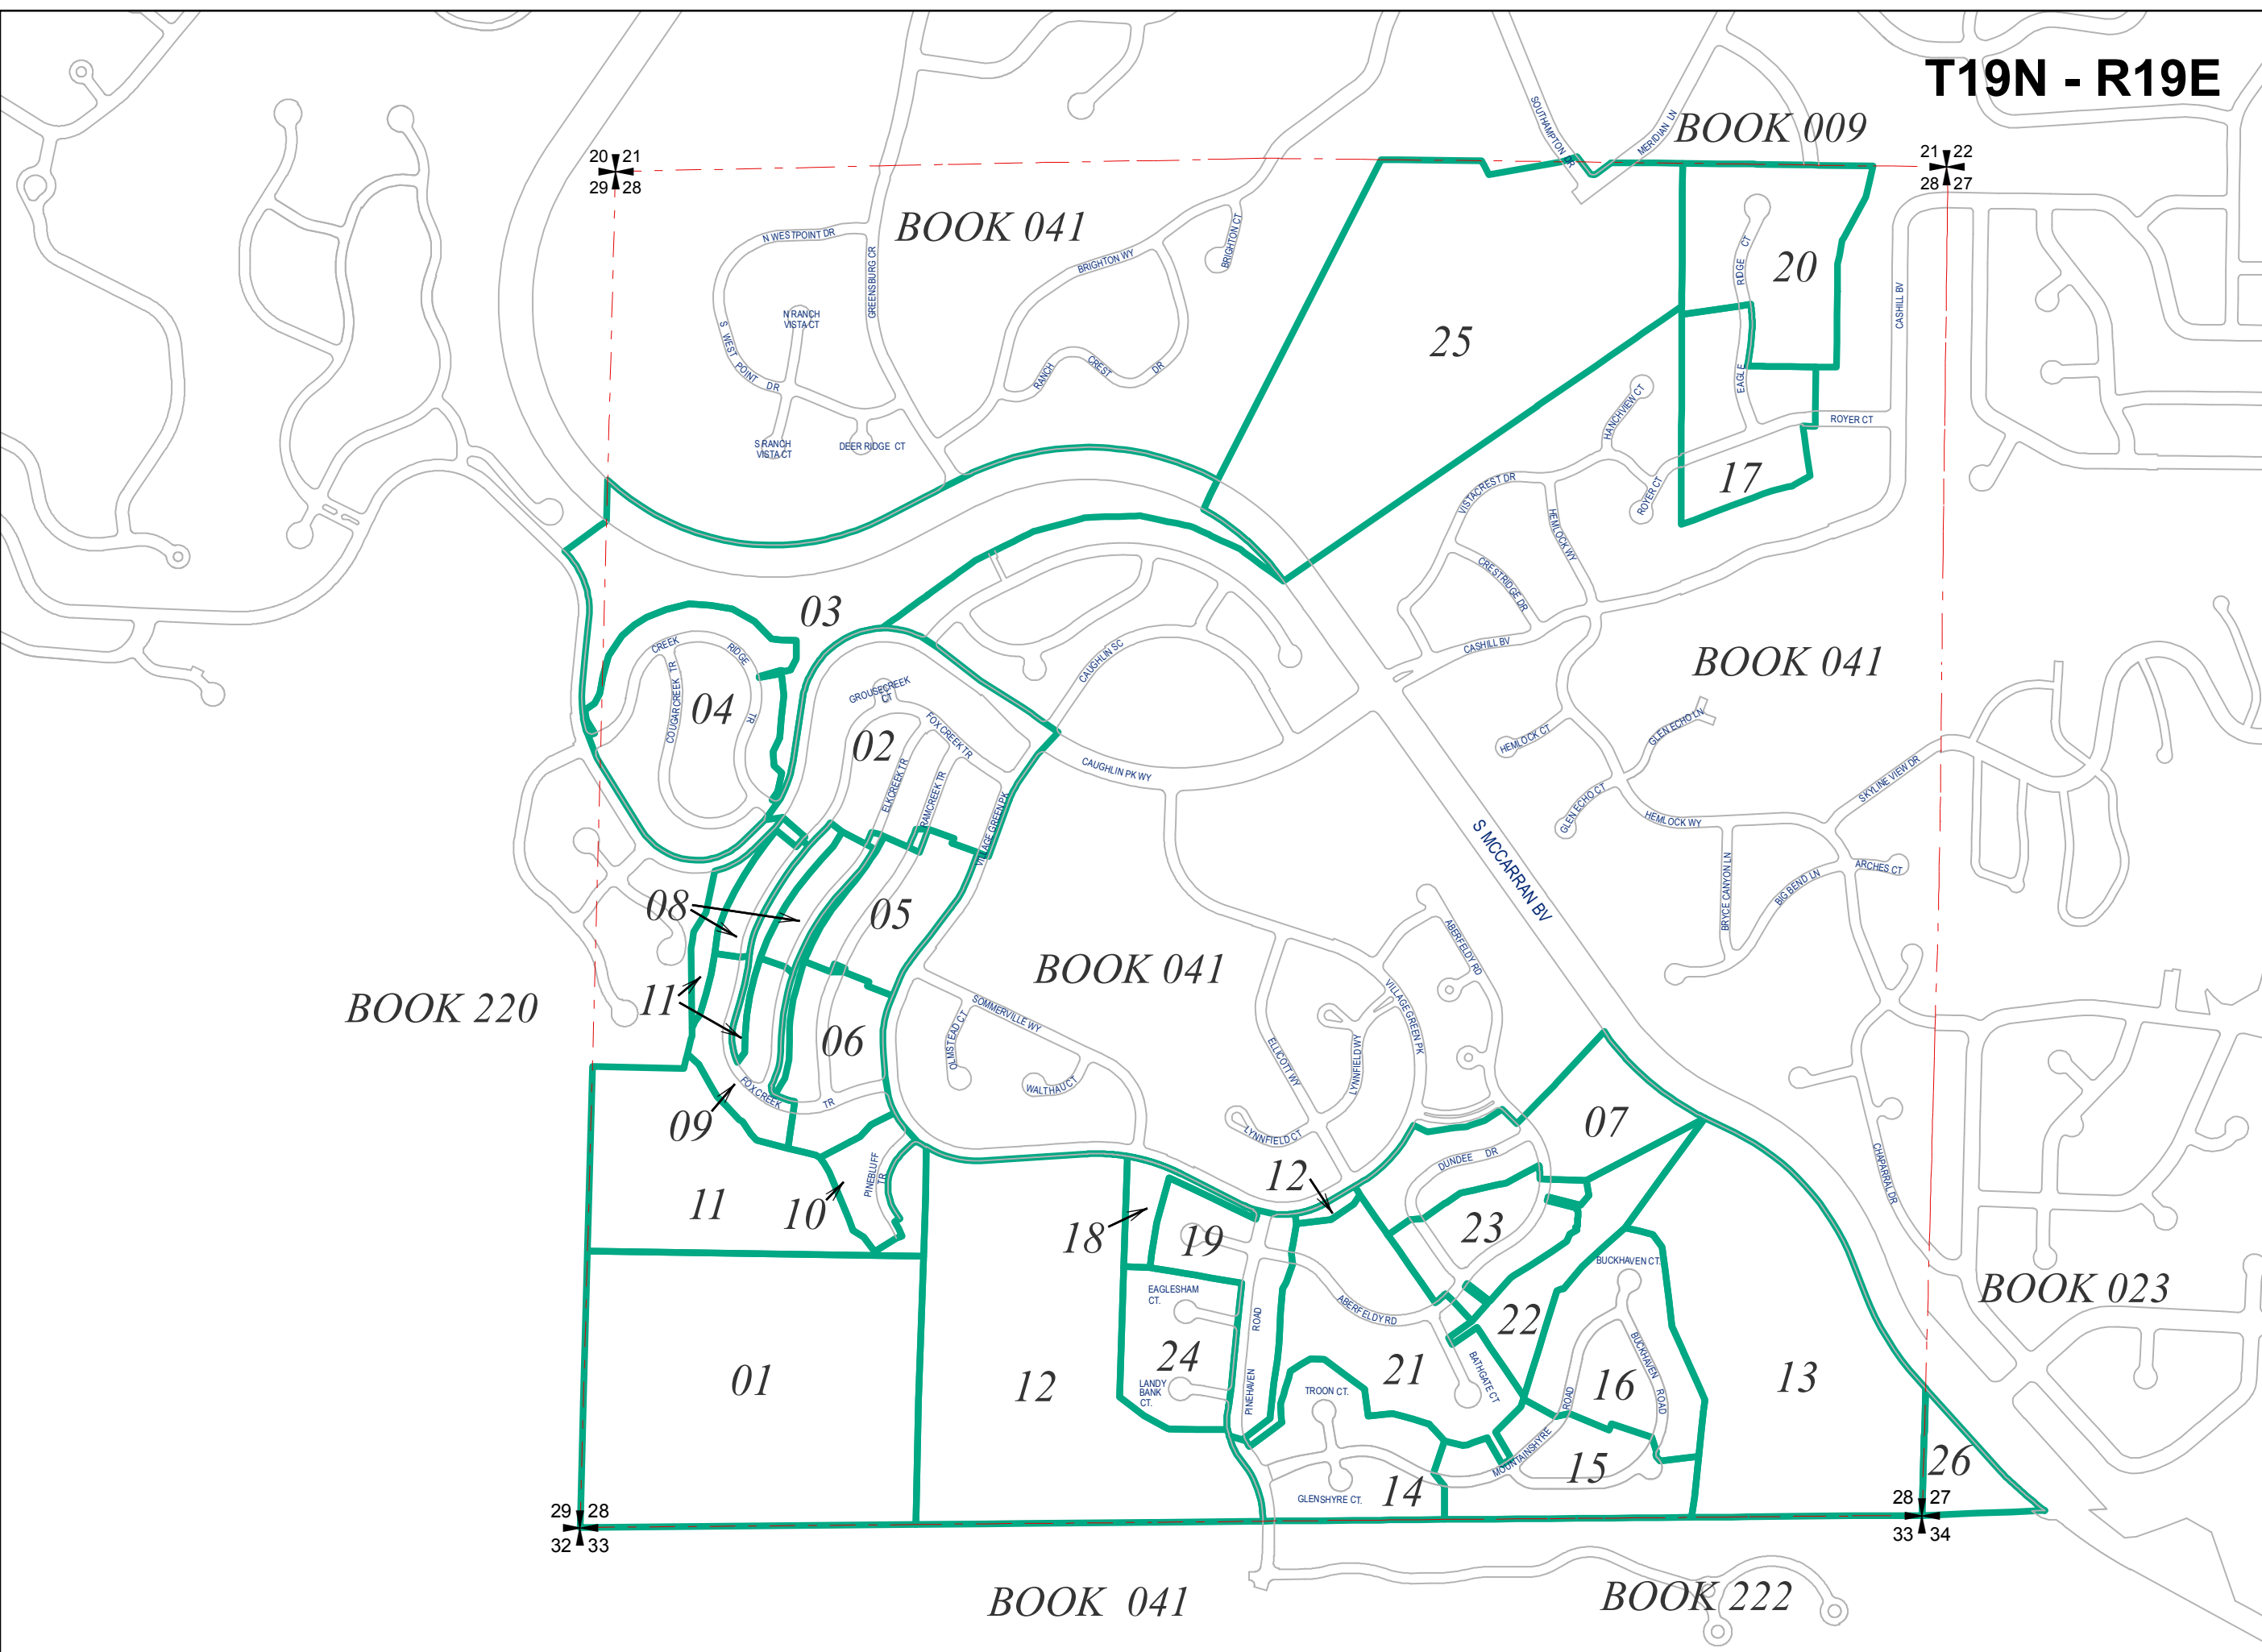 T19N - R19E
BOOK 009
20 21
29 28
21 22
28 27
BOOK 041
N WESTPOINT DR
GREENSBURG CR
BRIGHTON WY
BRIGHTON CT
SOUTHAMPTON DR
MERIDIAN LN
N RANCH
VISTA CT
S WEST POINT DR
S RANCH
VISTA CT
DEER RIDGE CT
RANCH CREST DR
25
20
EAGLE RIDGE CT
CASHILL BV
ROYER CT
17
HANCHVIEW CT
VISTACREST DR
ROYER CT
HEMLOCK WY
CRESTRIDGE DR
CASHILL BV
03
CREEK RIDGE TR
COUGARCREEK TR
04
GROUSECREEK
CT
02
FOX CREEK TR
ELKCREEK TR
RAMCREEK TR
VILLAGE GREEN PK
CAUGHLIN SC
CAUGHLIN PK WY
BOOK 041
HEMLOCK CT
GLEN ECHO LN
GLEN ECHO CT
HEMLOCK WY
SKYLINE VIEW DR
BRYCE CANYON LN
BIG BEND LN
ARCHES CT
S MCCARRAN BV
08
05
BOOK 220
11
06
BOOK 041
SOMMERVILLE WY
OLMSTEAD CT
WALTHAU CT
ELLICOTT WY
LYNNFIELD WY
LYNNFIELD CT
VILLAGE GREEN PK
ABERFELDY RD
09
FOX CREEK TR
PINEBLUFF
TR
11
10
12
07
DUNDEE DR
23
CHAPARRAL DR
18
19
EAGLESHAM
CT.
24
LANDY
BANK
CT.
PINEHAVEN ROAD
ABERFELDY RD
22
BUCKHAVEN CT.
BUCKHAVEN ROAD
BOOK 023
01
12
21
BATHGATE CT
TROON CT.
16
13
MOUNTAINSHYRE ROAD
15
14
GLENSHYRE CT.
26
29 28
32 33
28 27
33 34
BOOK 041
BOOK 222